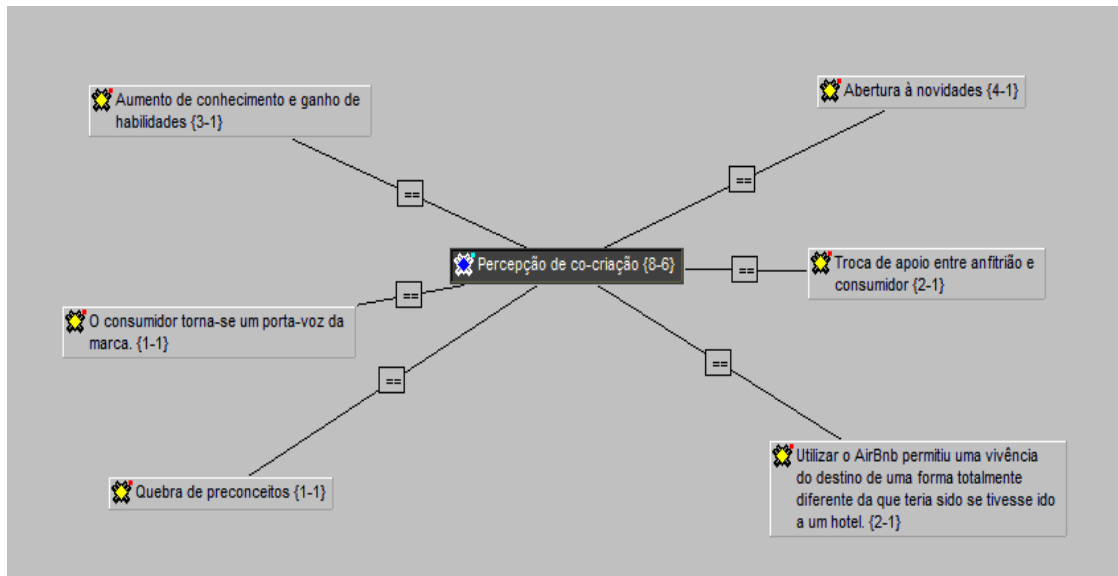 Aumento de conhecimento e ganho de
habilidades {3-1}
Abertura à novidades {4-1}
==
==
Percepção de co-criação {8-6}
==
Troca de apoio entre anfitrião e
consumidor {2-1}
==
O consumidor torna-se um porta-voz da
marca. {1-1}
==
==
Quebra de preconceitos {1-1}
Utilizar o AirBnb permitiu uma vivência
do destino de uma forma totalmente
diferente da que teria sido se tivesse ido
a um hotel. {2-1}